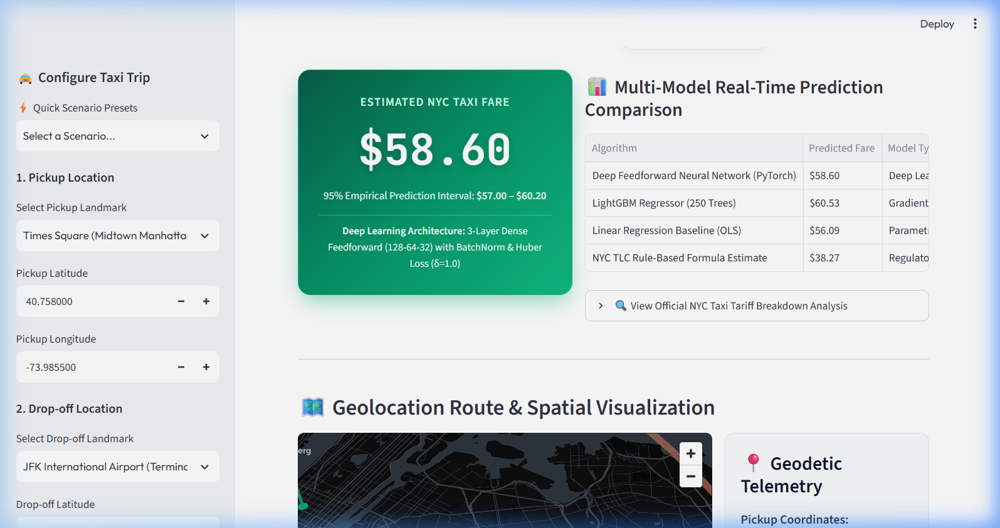 Deploy
Configure Taxi Trip
Quick Scenario Presets
Select a Scenario...
1. Pickup Location
Select Pickup Landmark
Times Square (Midtown Manhatta
Pickup Latitude
40.758000
Pickup Longitude
-73.985500
2. Drop-off Location
Select Drop-off Landmark
JFK International Airport (Termina
Drop-off Latitude
ESTIMATED NYC TAXI FARE
$58.60
95% Empirical Prediction Interval: $57.00 – $60.20
Deep Learning Architecture: 3-Layer Dense
Feedforward (128-64-32) with BatchNorm & Huber
Loss (δ=1.0)
Multi-Model Real-Time Prediction
Comparison
Algorithm Predicted Fare Model Ty
Deep Feedforward Neural Network (PyTorch) $58.60 Deep Lea
LightGBM Regressor (250 Trees) $60.53 Gradient
Linear Regression Baseline (OLS) $56.09 Paramet
NYC TLC Rule-Based Formula Estimate $38.27 Regulato
View Official NYC Taxi Tariff Breakdown Analysis
Geolocation Route & Spatial Visualization
erg
Geodetic
Telemetry
Pickup Coordinates: